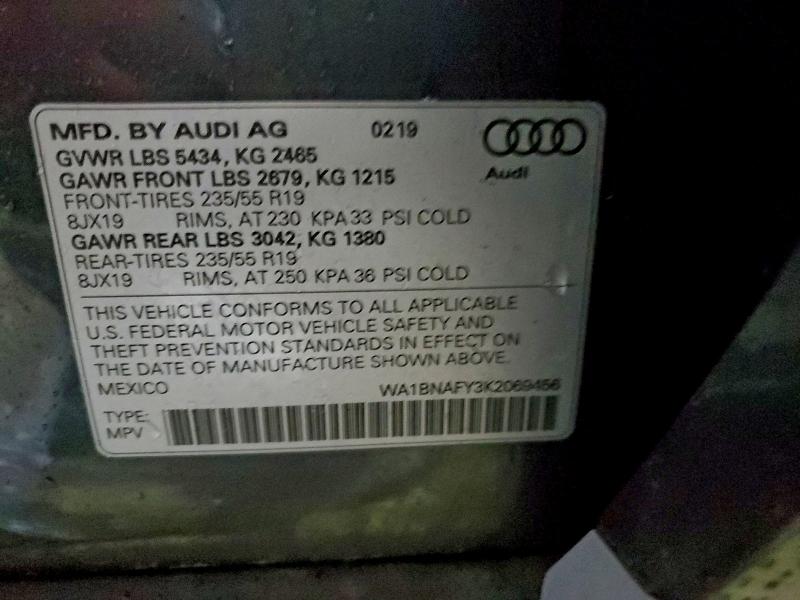 MFD. BY AUDI AG 0219
GVWR LBS 5434, KG 2465
GAWR FRONT LBS 2679, KG 1215
Audi
FRONT-TIRES 235/55 R19
8JX19 RIMS, AT 230 KPA 33 PSI COLD
GAWR REAR LBS 3042, KG 1380
REAR-TIRES 235/55 R19
8JX19 RIMS, AT 250 KPA 36 PSI COLD
THIS VEHICLE CONFORMS TO ALL APPLICABLE
U.S. FEDERAL MOTOR VEHICLE SAFETY AND
THEFT PREVENTION STANDARDS IN EFFECT ON
THE DATE OF MANUFACTURE SHOWN ABOVE.
MEXICO WA1BNAFY3K2069456
TYPE:
MPV